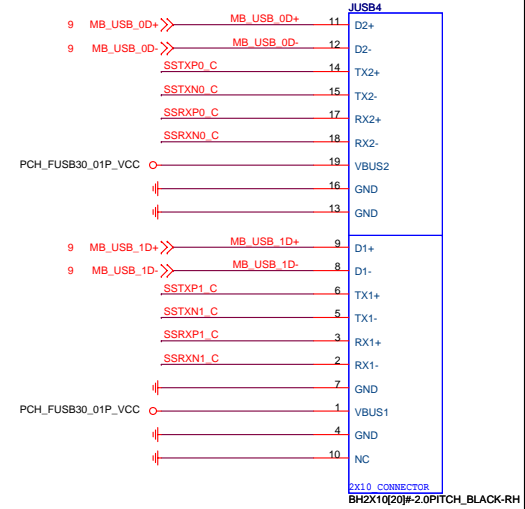 JUSB4
9 MB_USB_0D+ MB_USB_0D+ 11 D2+
9 MB_USB_0D- MB_USB_0D- 12 D2-
SSTXP0_C 14 TX2+
SSTXN0_C 15 TX2-
SSRXP0_C 17 RX2+
SSRXN0_C 18 RX2-
PCH_FUSB30_01P_VCC 19 VBUS2
16 GND
13 GND
9 MB_USB_1D+ MB_USB_1D+ 9 D1+
9 MB_USB_1D- MB_USB_1D- 8 D1-
SSTXP1_C 6 TX1+
SSTXN1_C 5 TX1-
SSRXP1_C 3 RX1+
SSRXN1_C 2 RX1-
7 GND
PCH_FUSB30_01P_VCC 1 VBUS1
4 GND
10 NC
2X10_CONNECTOR
BH2X10[20]#-2.0PITCH_BLACK-RH